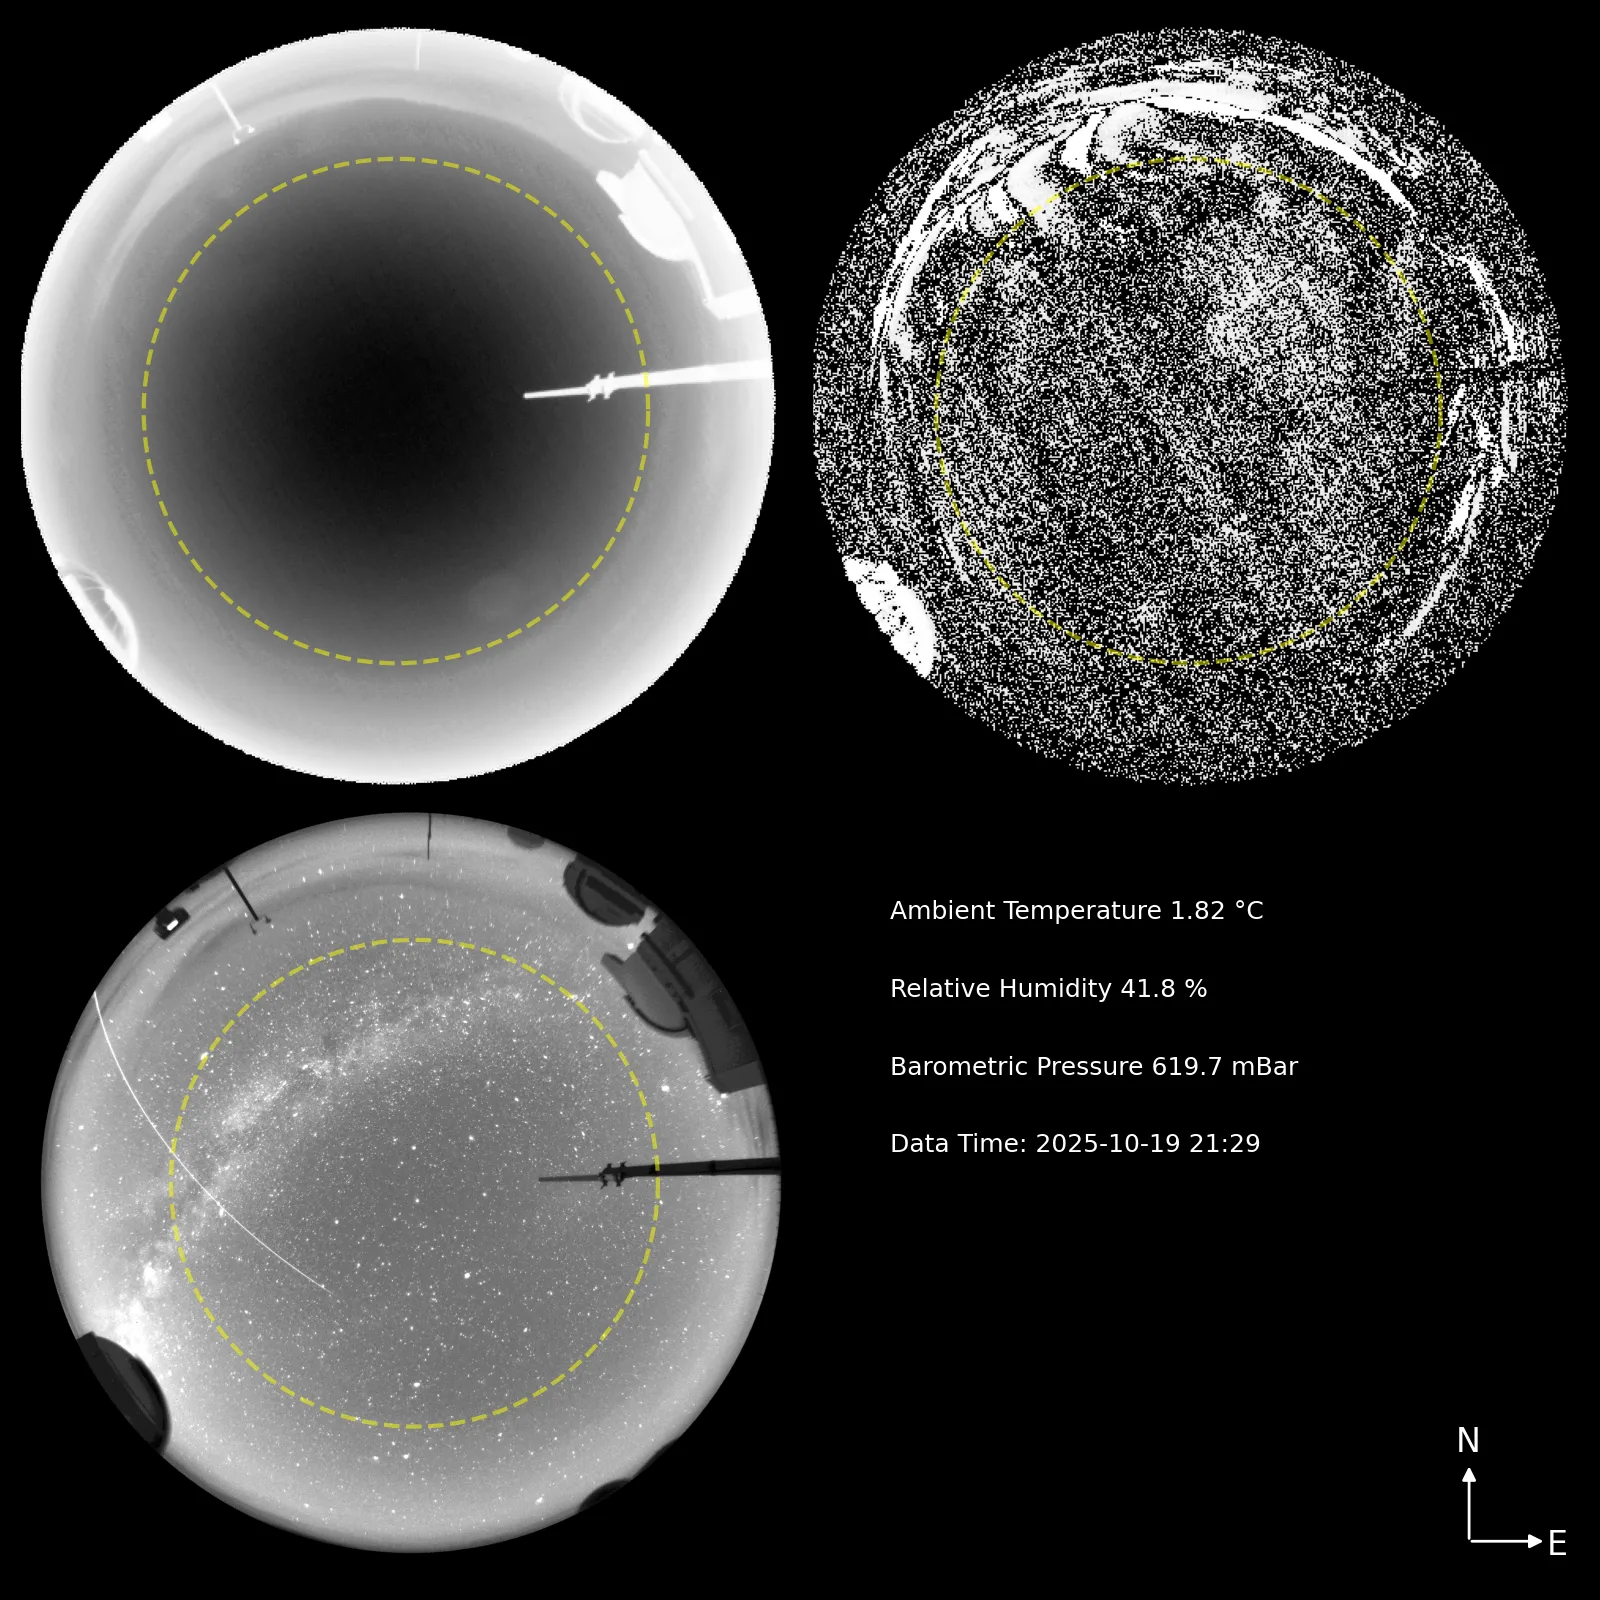 Ambient Temperature 1.82 °C
Relative Humidity 41.8 %
Barometric Pressure 619.7 mBar
Data Time: 2025-10-19 21:29
N
E